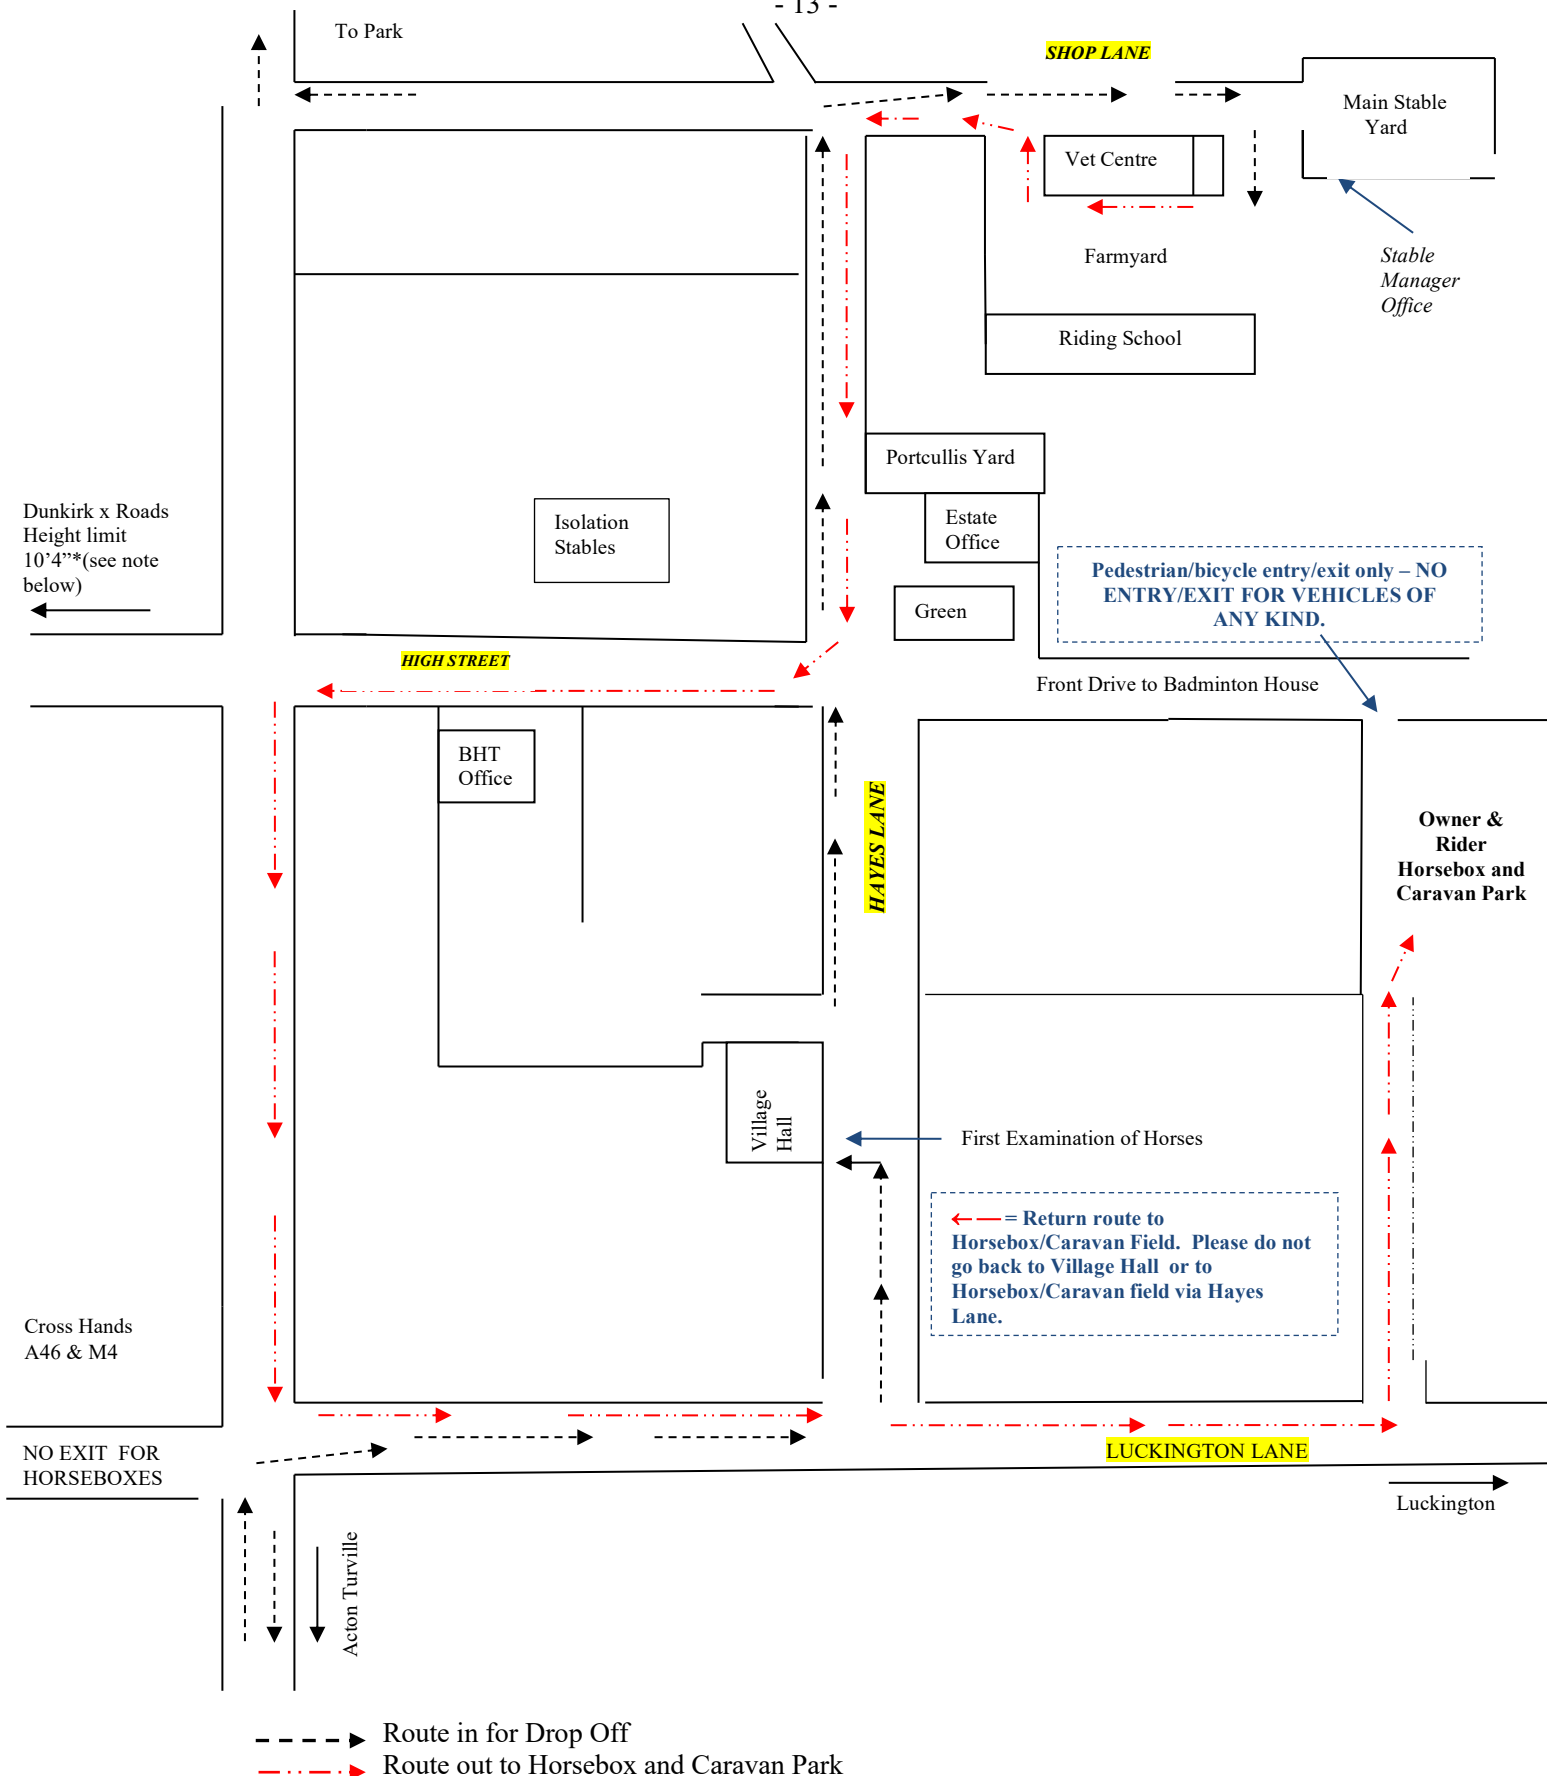 - 13 -
To Park
SHOP LANE
Main Stable
Yard
Vet Centre
Farmyard
Stable
Manager
Office
Riding School
Portcullis Yard
Dunkirk x Roads
Height limit
10’4”*(see note
below)
Isolation
Stables
Estate
Office
Pedestrian/bicycle entry/exit only – NO
ENTRY/EXIT FOR VEHICLES OF
ANY KIND.
Green
HIGH STREET
Front Drive to Badminton House
BHT
Office
HAYES LANE
Owner &
Rider
Horsebox and
Caravan Park
Village
Hall
First Examination of Horses
= Return route to
Horsebox/Caravan Field. Please do not
go back to Village Hall or to
Horsebox/Caravan field via Hayes
Lane.
Cross Hands
A46 & M4
NO EXIT FOR
HORSEBOXES
LUCKINGTON LANE
Luckington
Acton Turville
Route in for Drop Off
Route out to Horsebox and Caravan Park